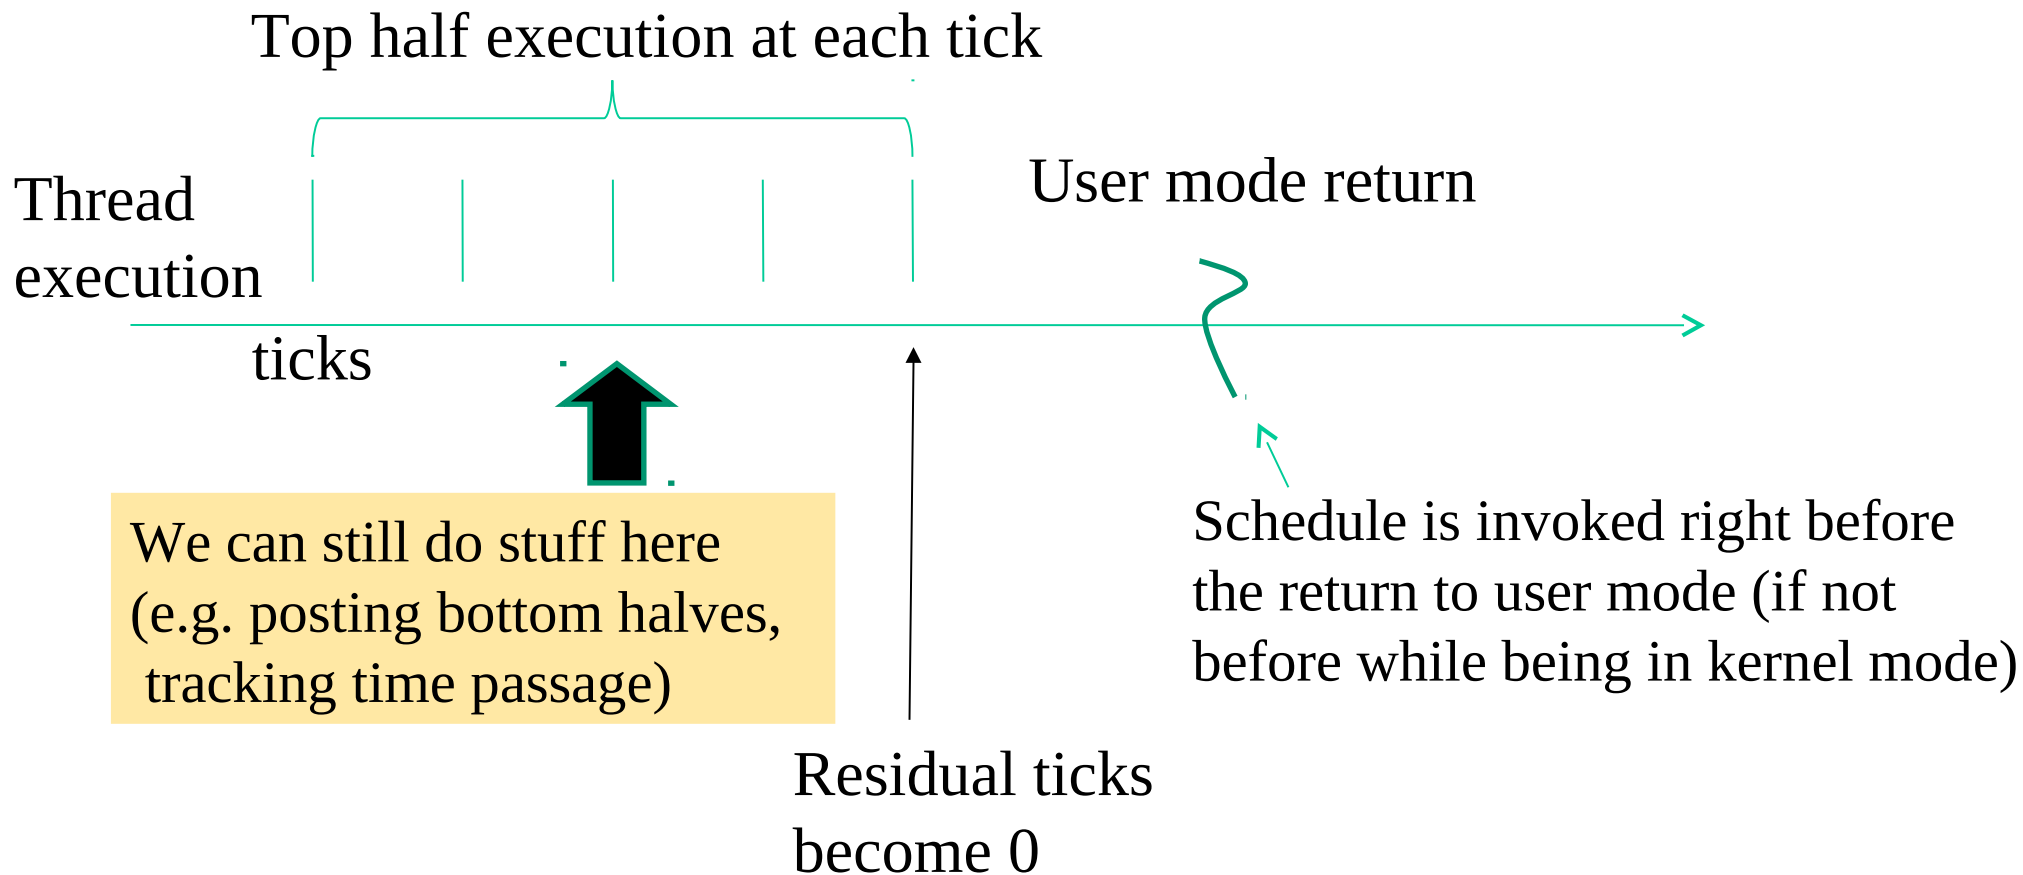 Top half execution at each tick
User mode return
Thread
execution
ticks
We can still do stuff here
(e.g. posting bottom halves,
tracking time passage)
Schedule is invoked right before
the return to user mode (if not
before while being in kernel mode)
Residual ticks
become 0